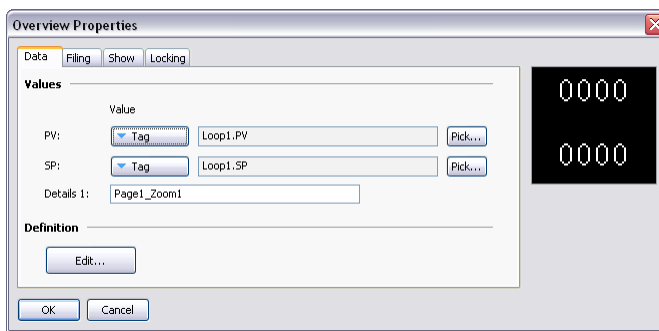 Overview Properties
Data Filing Show Locking
Values
Value
PV: Tag Loop1.PV Pick...
SP: Tag Loop1.SP Pick...
Details 1: Page1_Zoom1
Definition
Edit...
OK Cancel
0000
0000